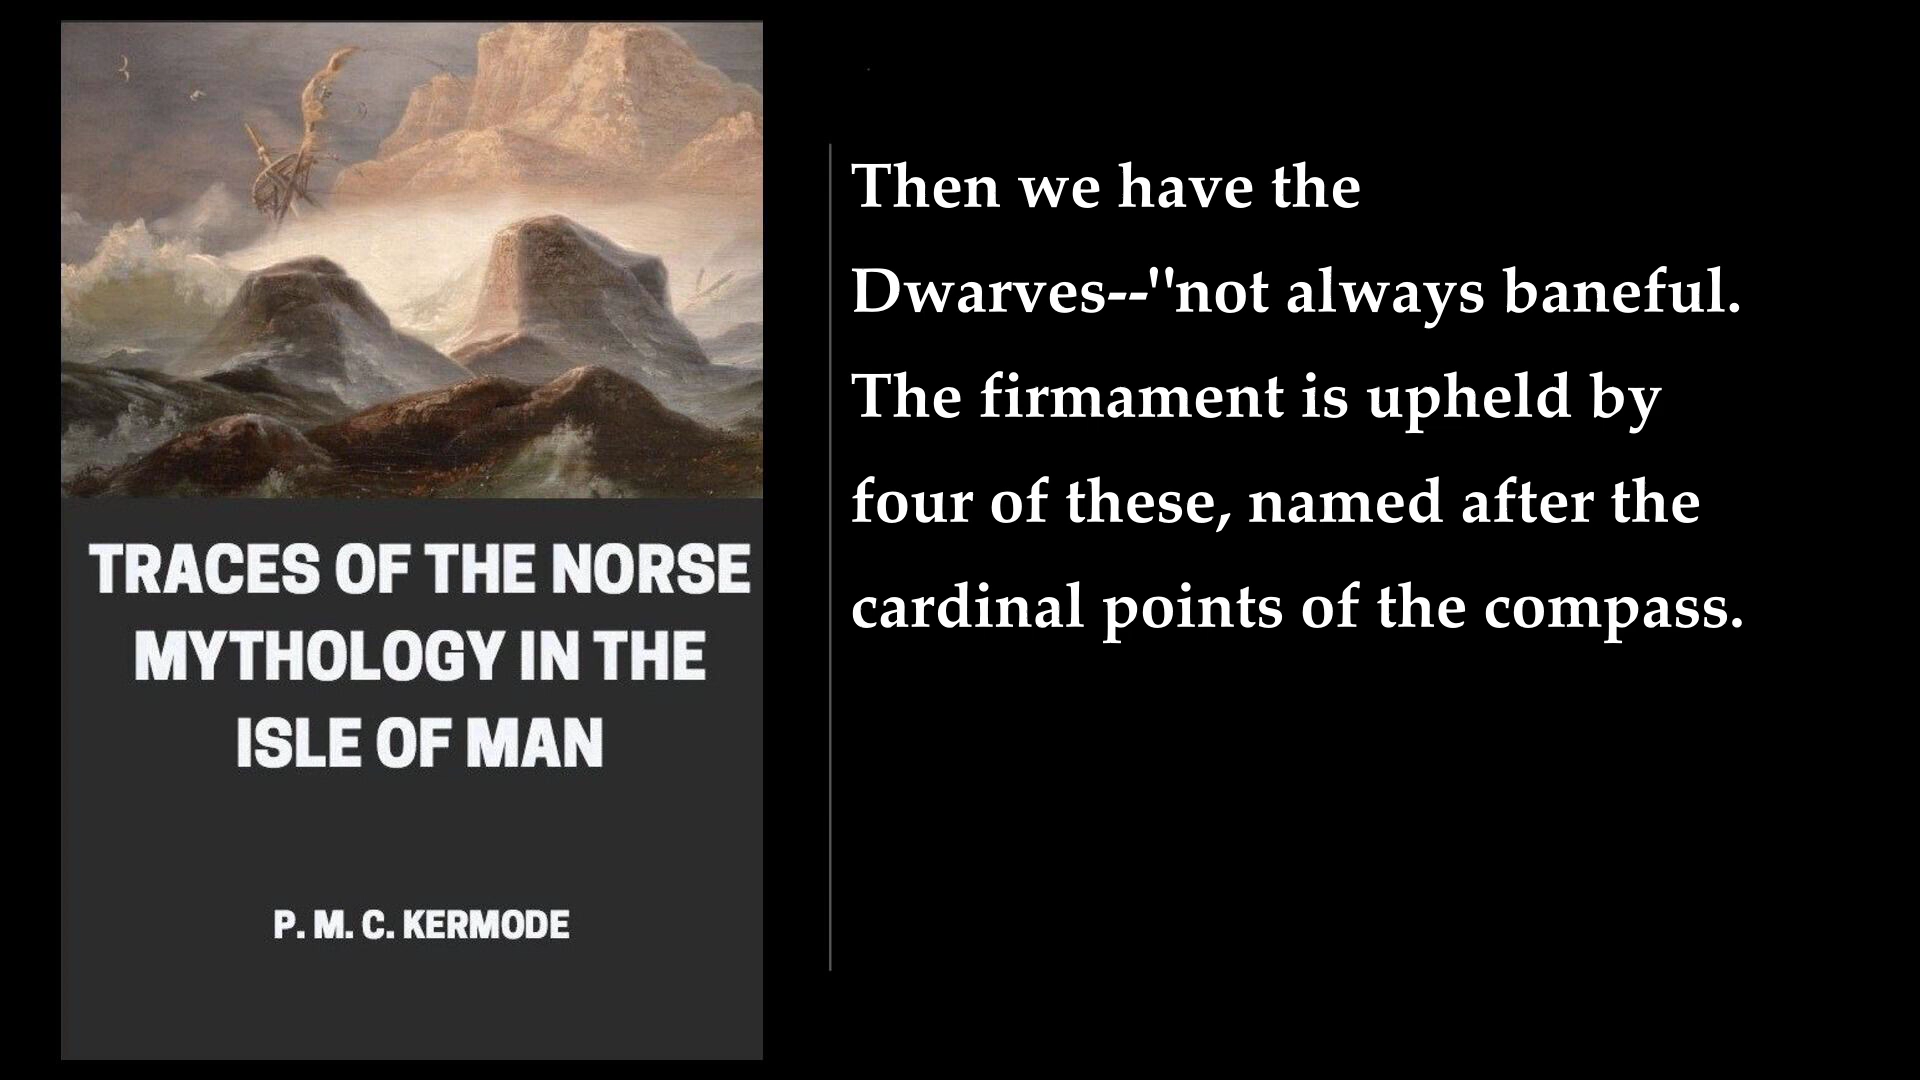 TRACES OF THE NORSE
MYTHOLOGY IN THE
ISLE OF MAN
P. M. C. KERMODE
Then we have the
Dwarves--"not always baneful.
The firmament is upheld by
four of these, named after the
cardinal points of the compass.